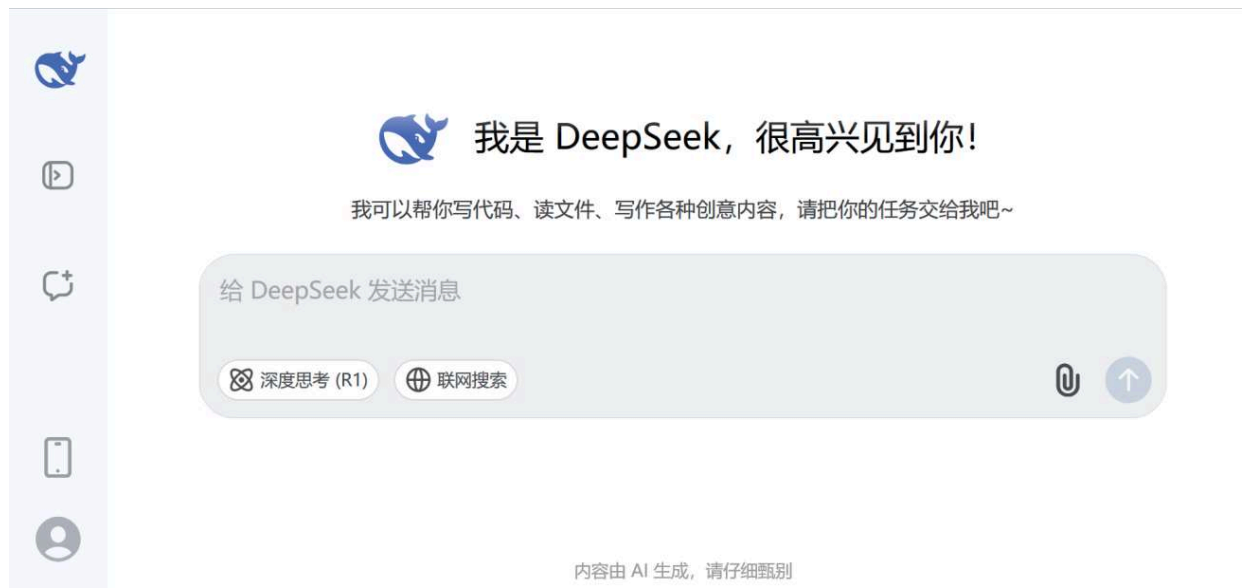 我是 DeepSeek，很高兴见到你！
我可以帮你写代码、读文件、写作各种创意内容，请把你的任务交给我吧~
给 DeepSeek 发送消息
深度思考 (R1) 联网搜索
内容由 AI 生成，请仔细甄别